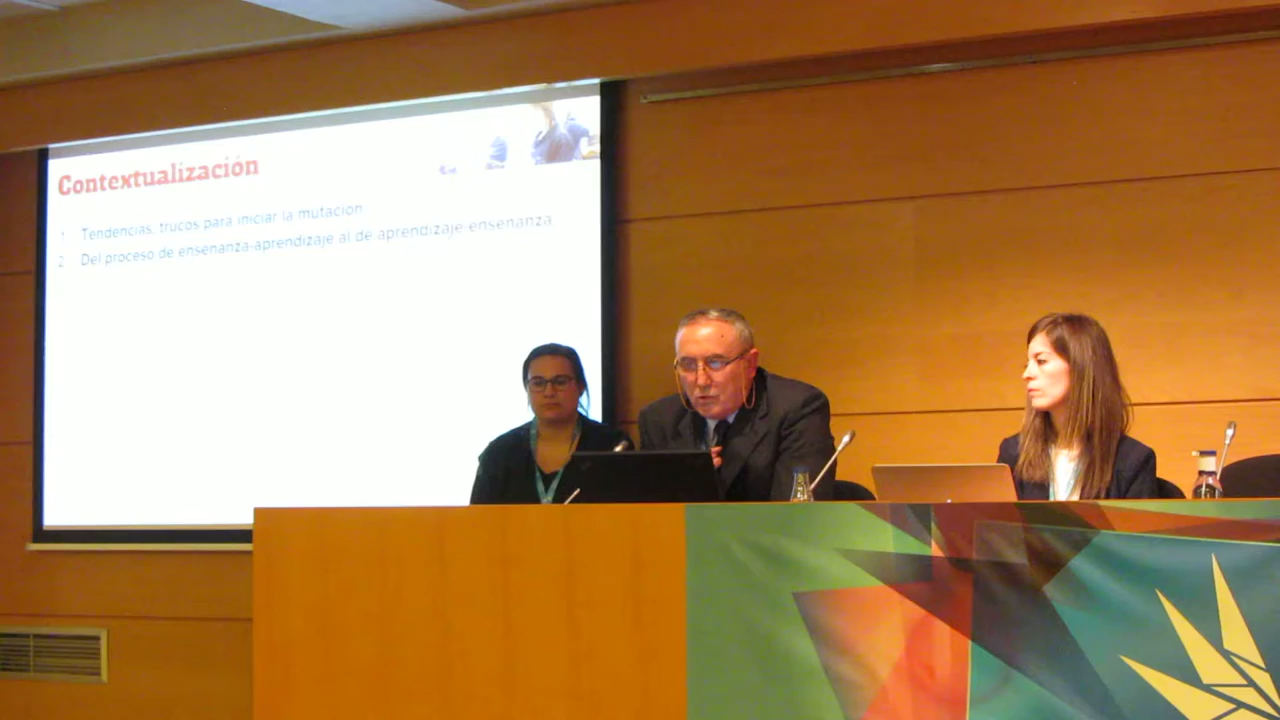 Contextualización
1. Tendencias, trucos para iniciar la mutación
2. Del proceso de enseñanza-aprendizaje al de aprendizaje-enseñanza